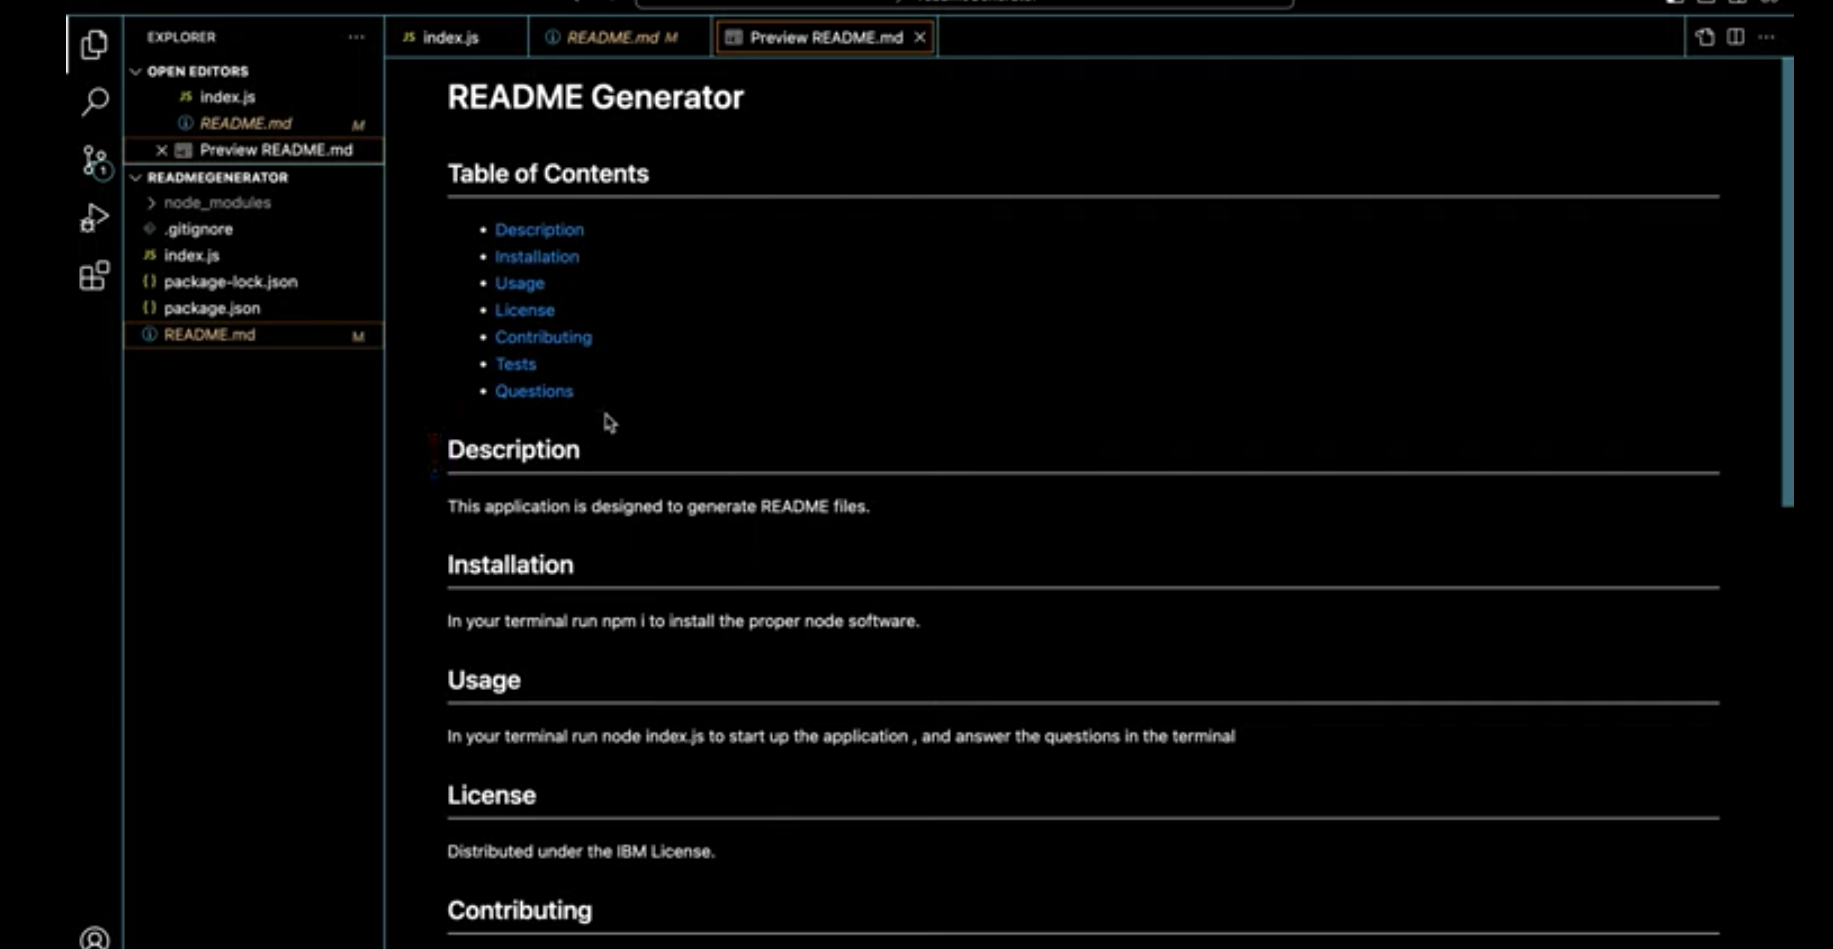 EXPLORER
OPEN EDITORS
JS index.js
README.md M
Preview README.md
READMEGENERATOR
node_modules
.gitignore
JS index.js
{} package-lock.json
{} package.json
README.md M
JS index.js
README.md M
Preview README.md
README Generator
Table of Contents
• Description
• Installation
• Usage
• License
• Contributing
• Tests
• Questions
Description
This application is designed to generate README files.
Installation
In your terminal run npm i to install the proper node software.
Usage
In your terminal run node index.js to start up the application , and answer the questions in the terminal
License
Distributed under the IBM License.
Contributing
1